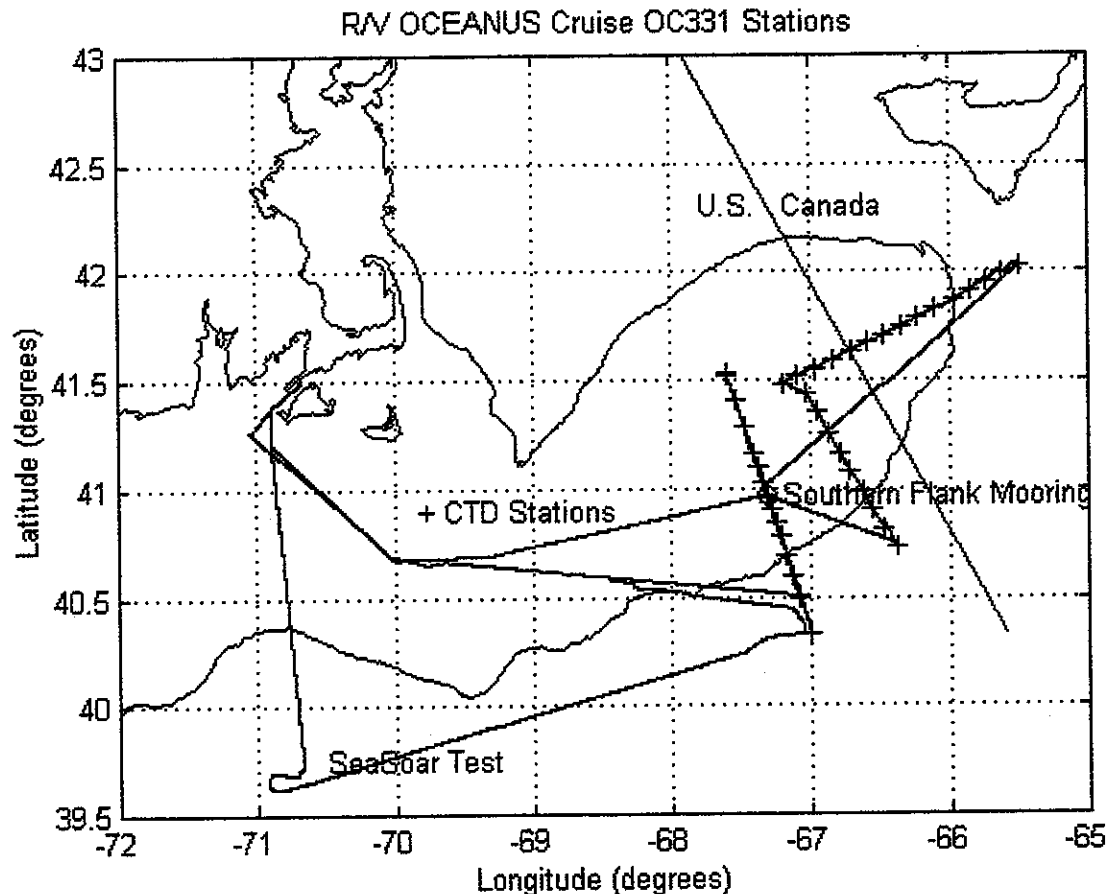 R/V OCEANUS Cruise OC331 Stations
43
42.5
42
41.5
41
40.5
40
39.5
Latitude (degrees)
U.S. Canada
Southern Flank Mooring
+ CTD Stations
SeaSoar Test
-72 -71 -70 -69 -68 -67 -66 -65
Longitude (degrees)